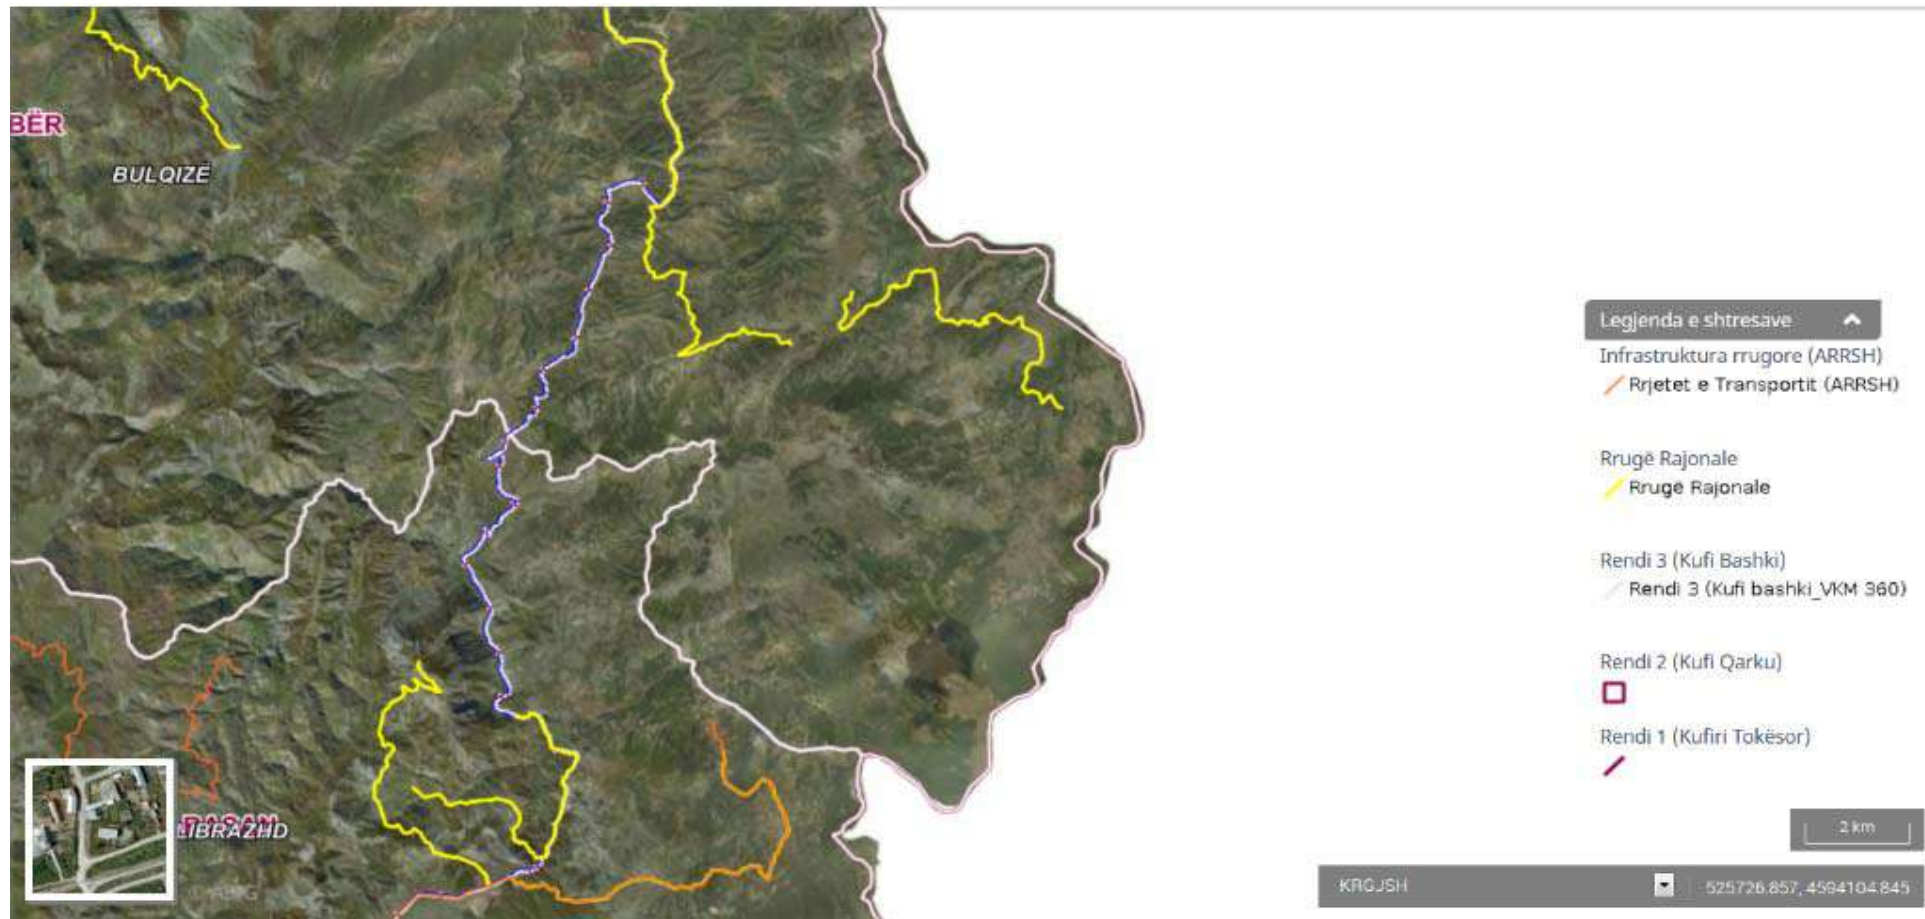 BËR
BULQIZË
Legjenda e shtresave
Infrastruktura rrugore (ARRSH)
Rrjetet e Transportit (ARRSH)
Rrugë Rajonale
Rrugë Rajonale
Rendi 3 (Kufi Bashki)
Rendi 3 (Kufi bashki_VKM 360)
Rendi 2 (Kufi Qarku)
Rendi 1 (Kufiri Tokësor)
LIBRAZHD
2 km
KRGJSH
525726.857, 4594104.845